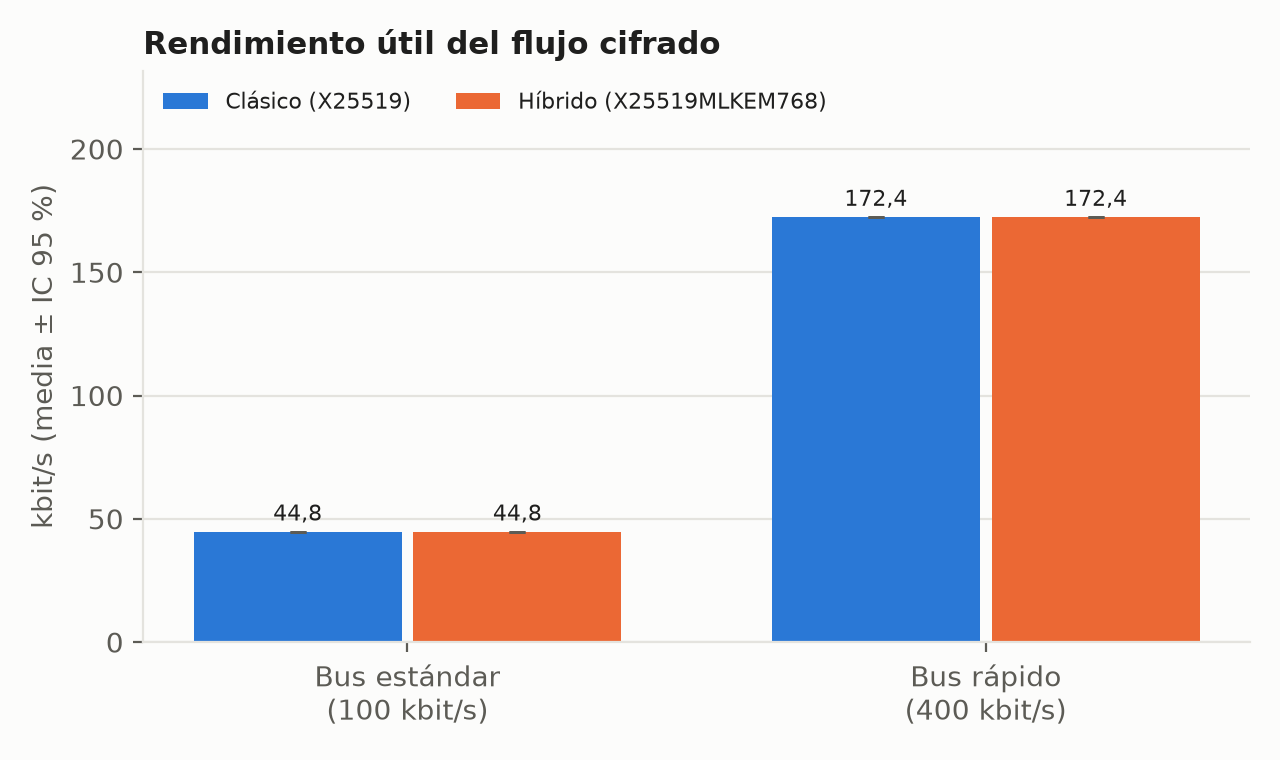 Rendimiento útil del flujo cifrado
Clásico (X25519)
Híbrido (X25519MLKEM768)
kbit/s (media ± IC 95 %)
200
150
100
50
0
44,8
44,8
172,4
172,4
Bus estándar
(100 kbit/s)
Bus rápido
(400 kbit/s)